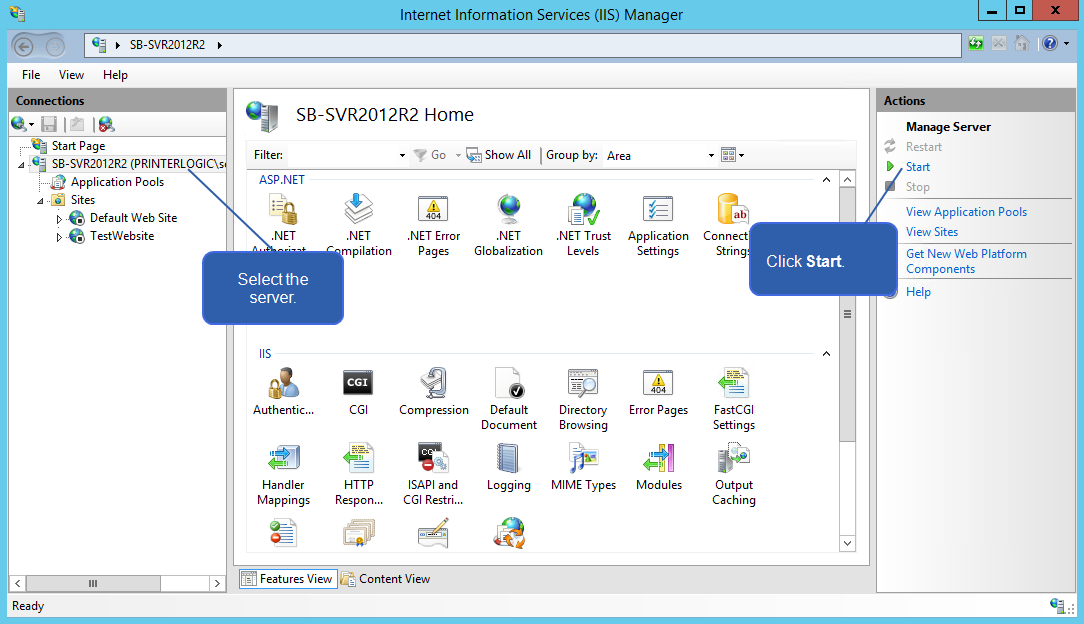 Internet Information Services (IIS) Manager
SB-SVR2012R2
File View Help
Connections
Start Page
SB-SVR2012R2 (PRINTERLOGIC\se
Application Pools
Sites
Default Web Site
TestWebsite
Select the
server.
SB-SVR2012R2 Home
Filter: Go Show All Group by: Area
ASP.NET
.NET
.NET Compilation
.NET Error Pages
.NET Globalization
.NET Trust Levels
Application Settings
Connect
Strings
IIS
Authentic...
CGI
CGI
Compression
Default Document
Directory Browsing
404
Error Pages
FastCGI Settings
Handler Mappings
HTTP Respon...
ISAPI and CGI Restri...
Logging
MIME Types
Modules
Output Caching
Features View Content View
Actions
Manage Server
Restart
Start
Stop
View Application Pools
View Sites
Get New Web Platform
Components
Help
Click Start.
Ready